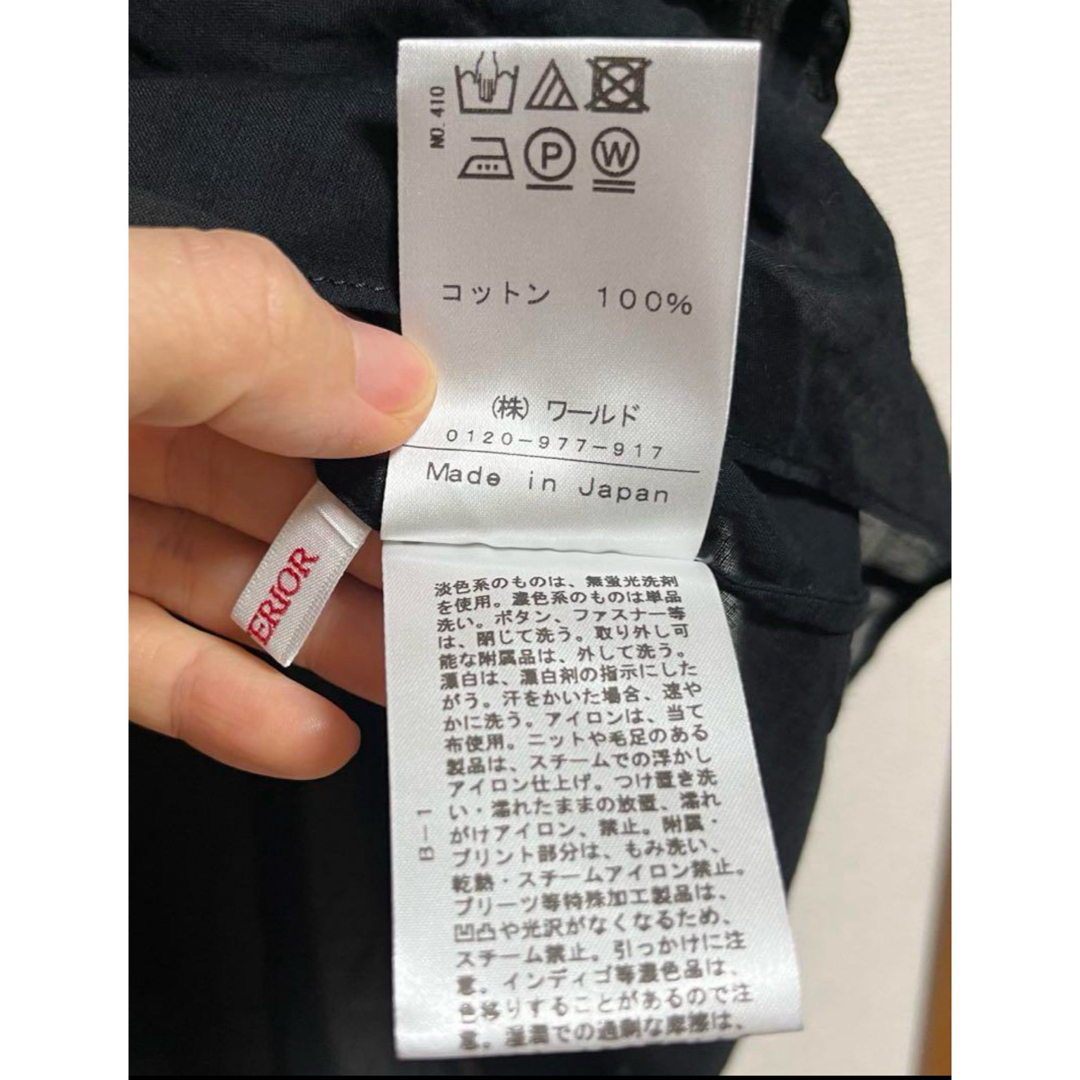 NO.410
P
W
コットン 100%
(株) ワールド
0120-977-917
Made in Japan
ERIOR
B-1
淡色系のものは、無蛍光洗剤
を使用。濃色系のものは単品
洗い。ボタン、ファスナー等
は、閉じて洗う。取り外し可
能な附属品は、外して洗う。
漂白は、漂白剤の指示にした
がう。汗をかいた場合、速や
かに洗う。アイロンは、当て
布使用。ニットや毛足のある
製品は、スチームでの浮かし
アイロン仕上げ。つけ置き洗
い・濡れたままの放置、濡れ
がけアイロン、禁止。附属・
プリント部分は、もみ洗い、
乾熱・スチームアイロン禁止。
プリーツ等特殊加工製品は、
凹凸や光沢がなくなるため、
スチーム禁止。引っかけに注
意。インディゴ等濃色品は、
色移りすることがあるので注
意。湿潤での過剰な摩擦は、